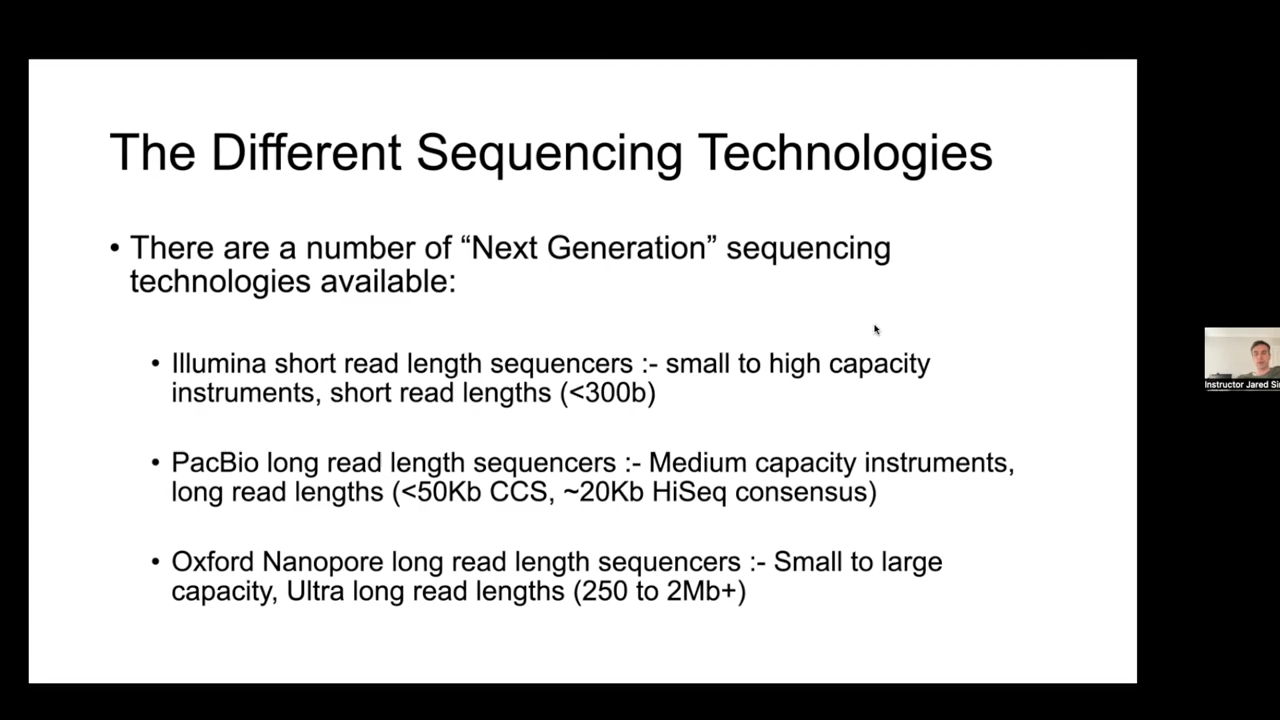 The Different Sequencing Technologies
• There are a number of “Next Generation” sequencing
technologies available:
• Illumina short read length sequencers :- small to high capacity
instruments, short read lengths (<300b)
• PacBio long read length sequencers :- Medium capacity instruments,
long read lengths (<50Kb CCS, ~20Kb HiSeq consensus)
• Oxford Nanopore long read length sequencers :- Small to large
capacity, Ultra long read lengths (250 to 2Mb+)
Instructor Jared